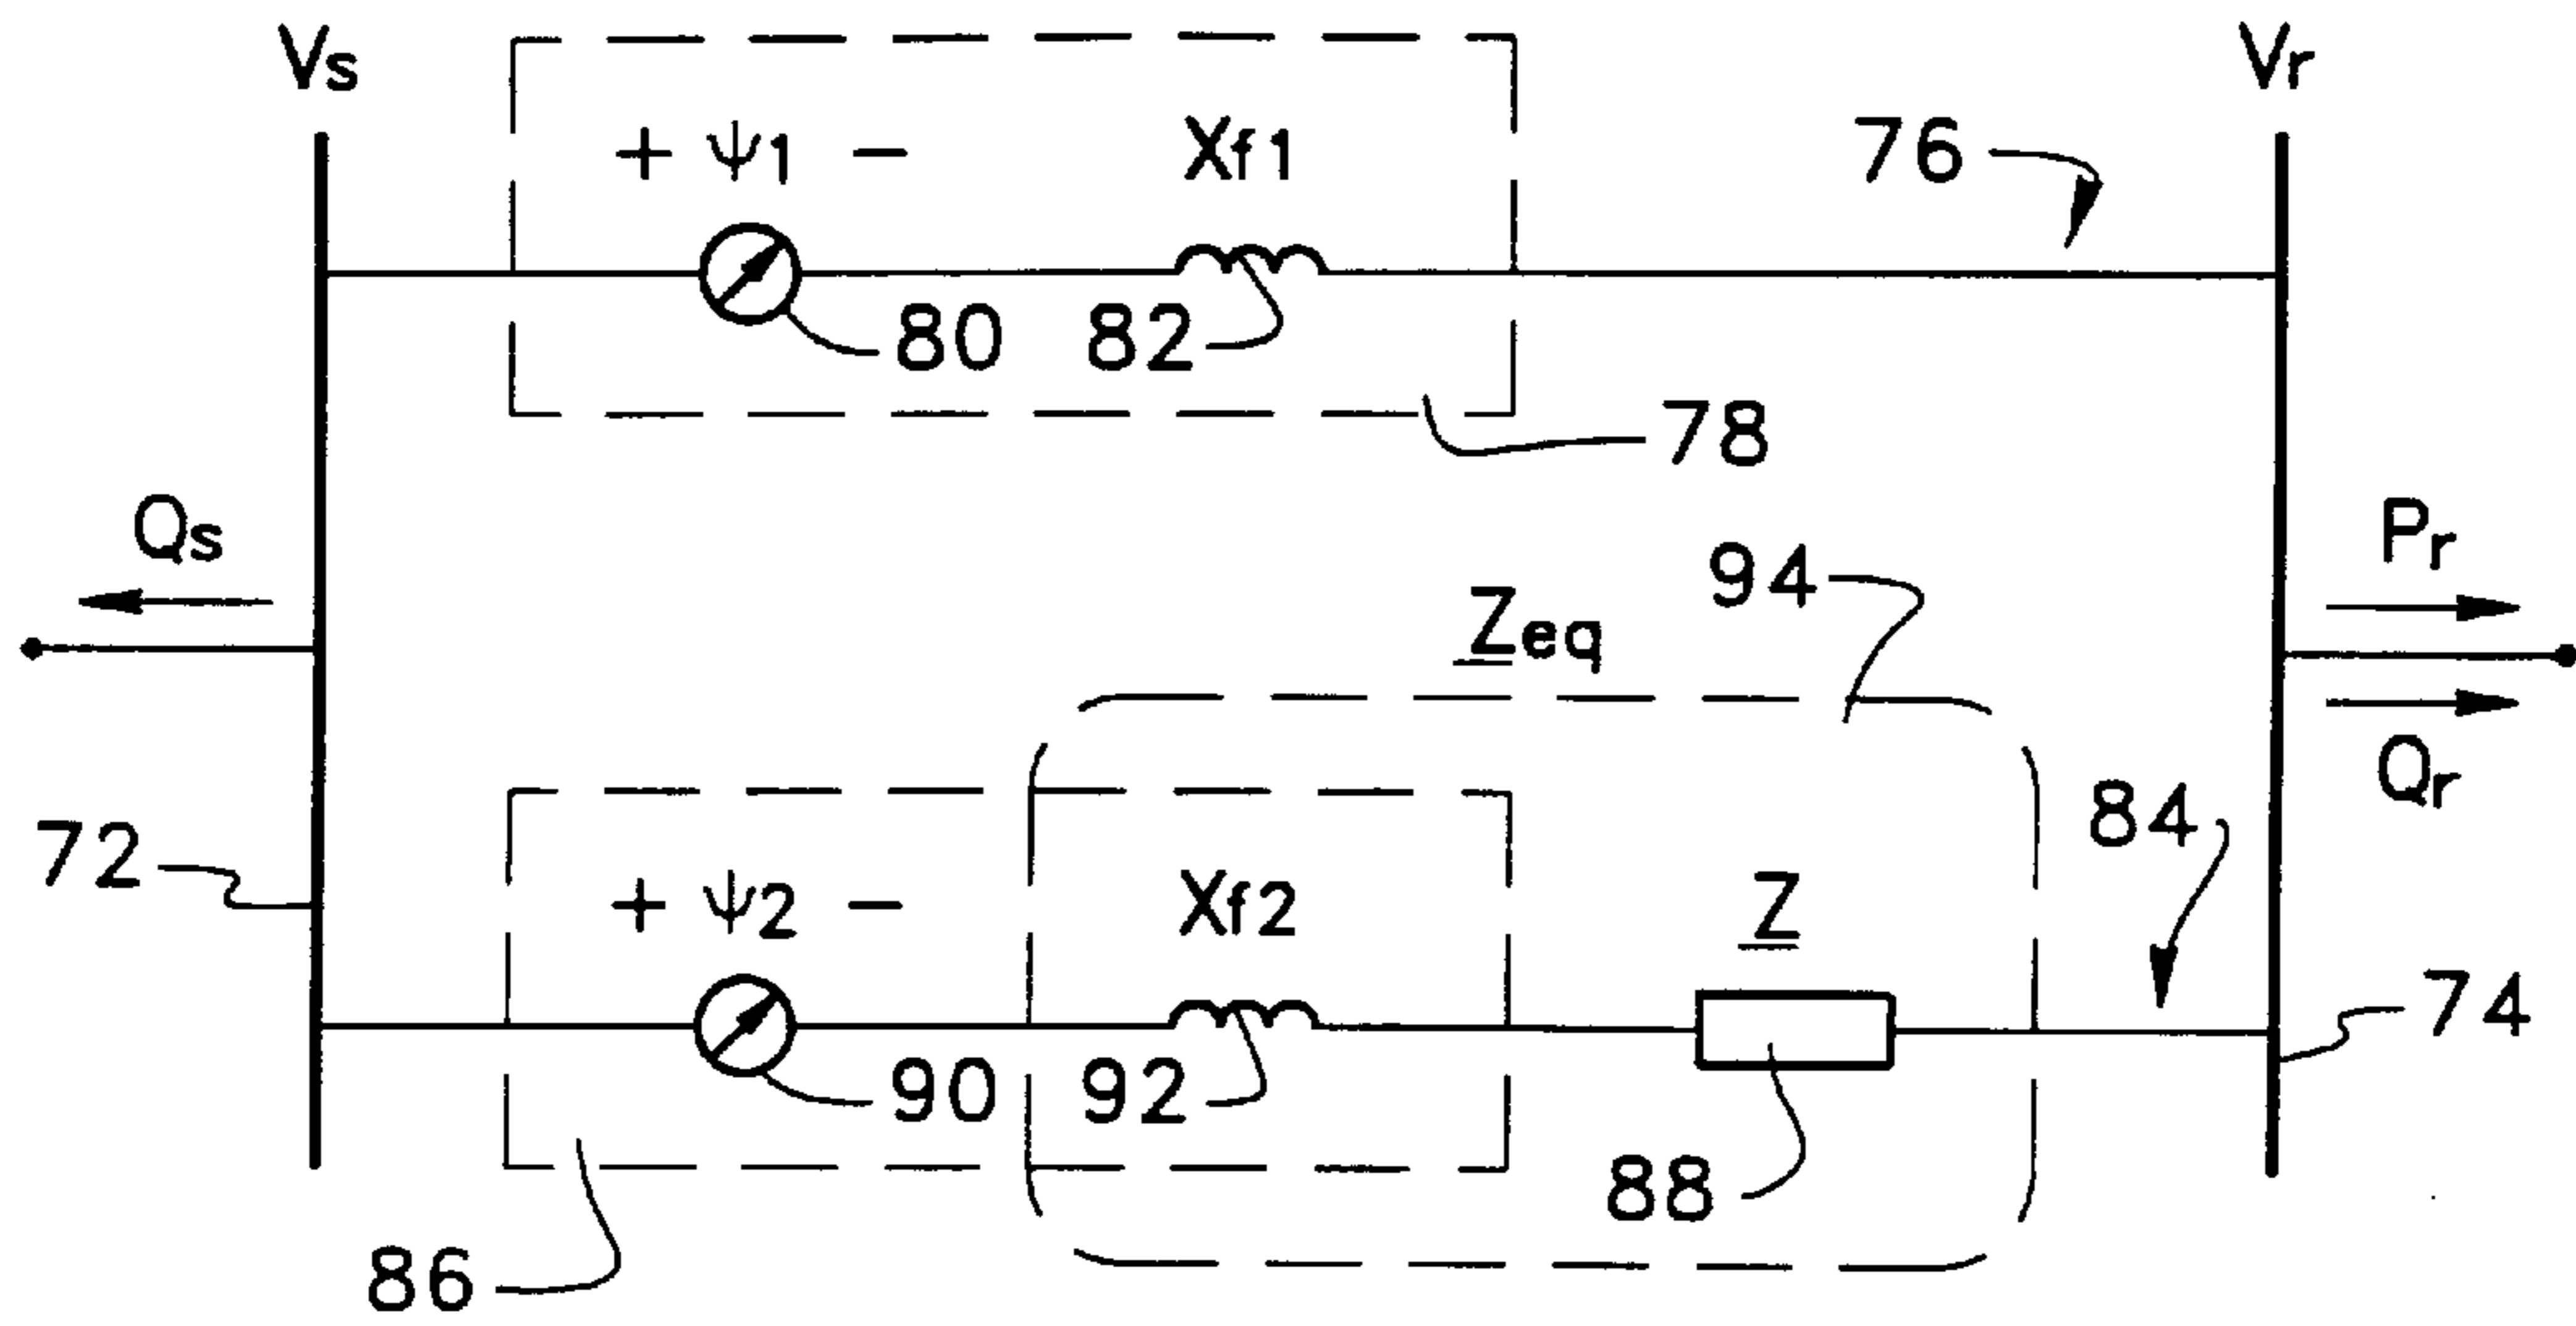 Vs
Vr
+ ψ1 -
Xf1
76
80
82
78
Qs
Pr
94
Zeq
Qr
84
72
+ ψ2 -
Xf2
Z
74
90
92
88
86